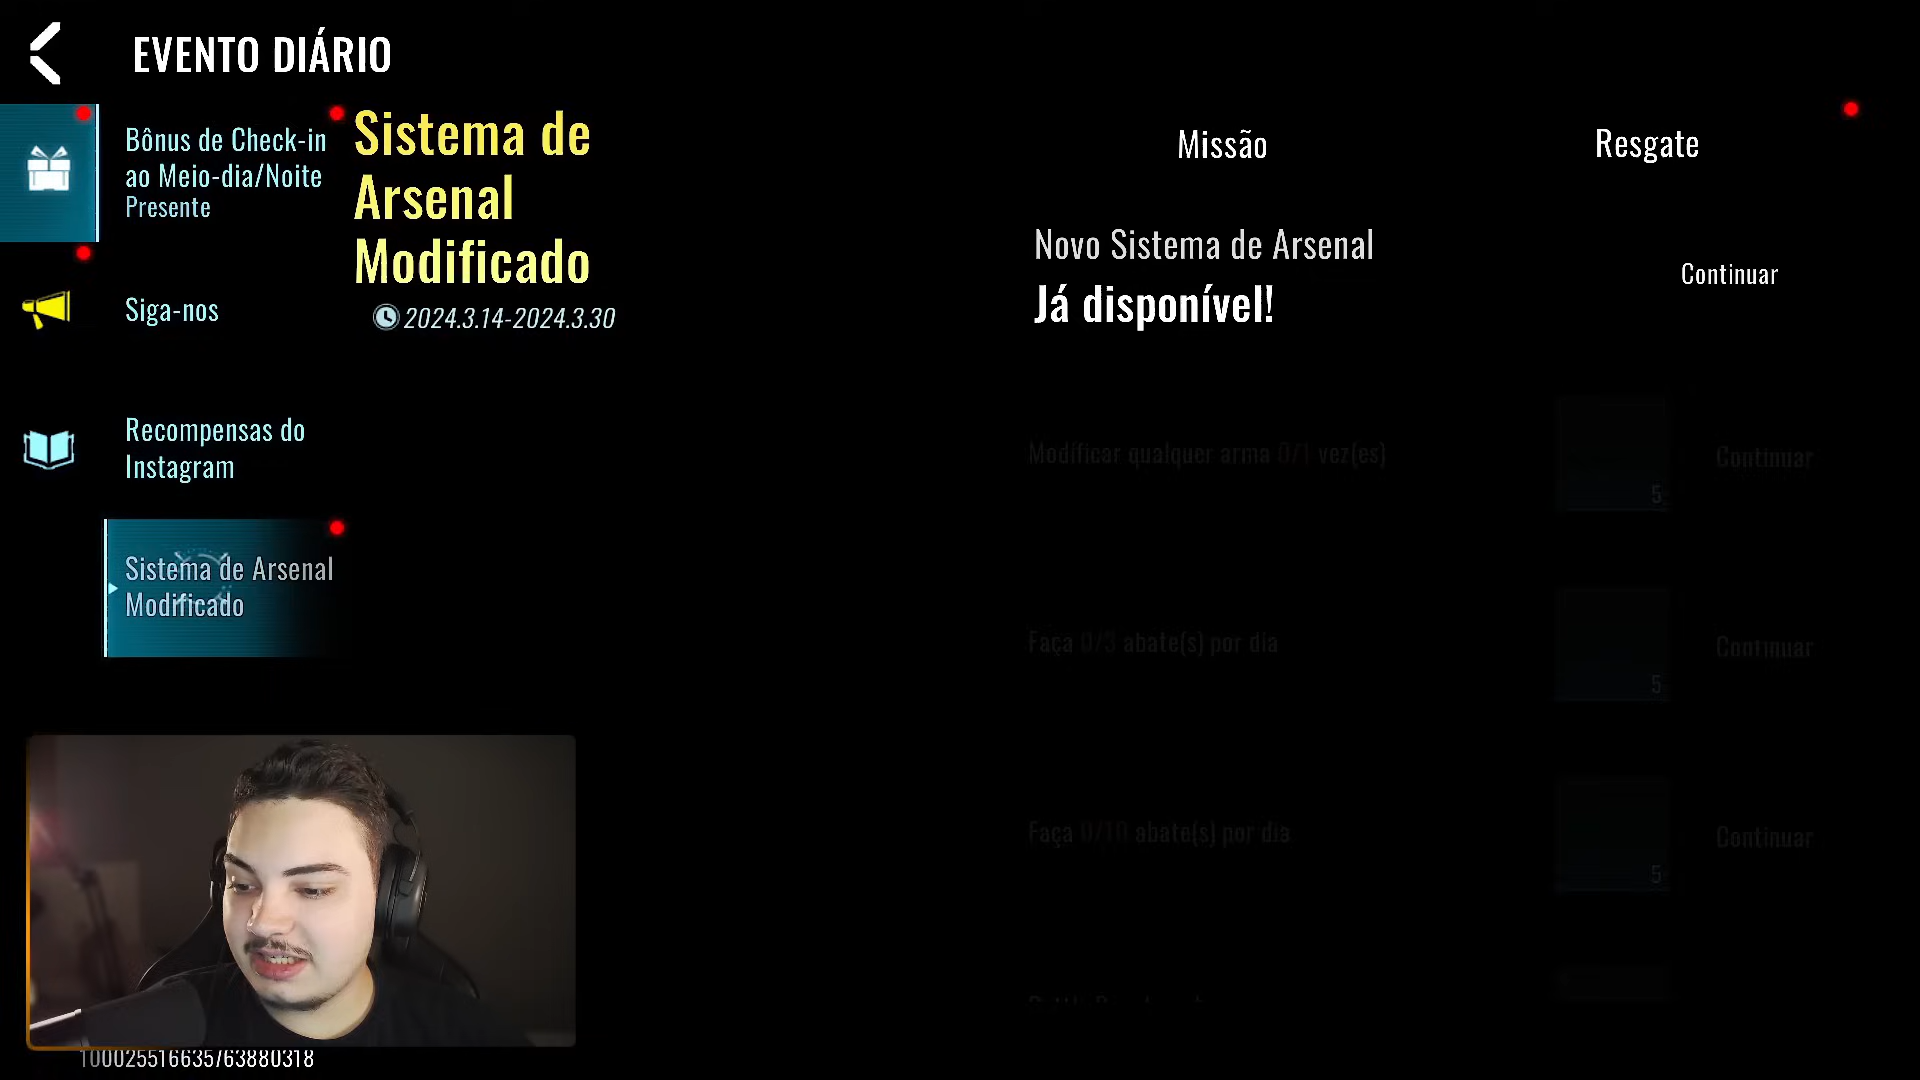 EVENTO DIÁRIO
Bônus de Check-in
ao Meio-dia/Noite
Presente
Siga-nos
Recompensas do
Instagram
Sistema de Arsenal
Modificado
Sistema de
Arsenal
Modificado
2024.3.14-2024.3.30
Missão
Resgate
Novo Sistema de Arsenal
Já disponível!
Continuar
Modificar qualquer arma 0/1 vez(es)
5
Continuar
Faça 0/3 abate(s) por dia
5
Continuar
Faça 0/10 abate(s) por dia
5
Continuar
100025516635/63880318